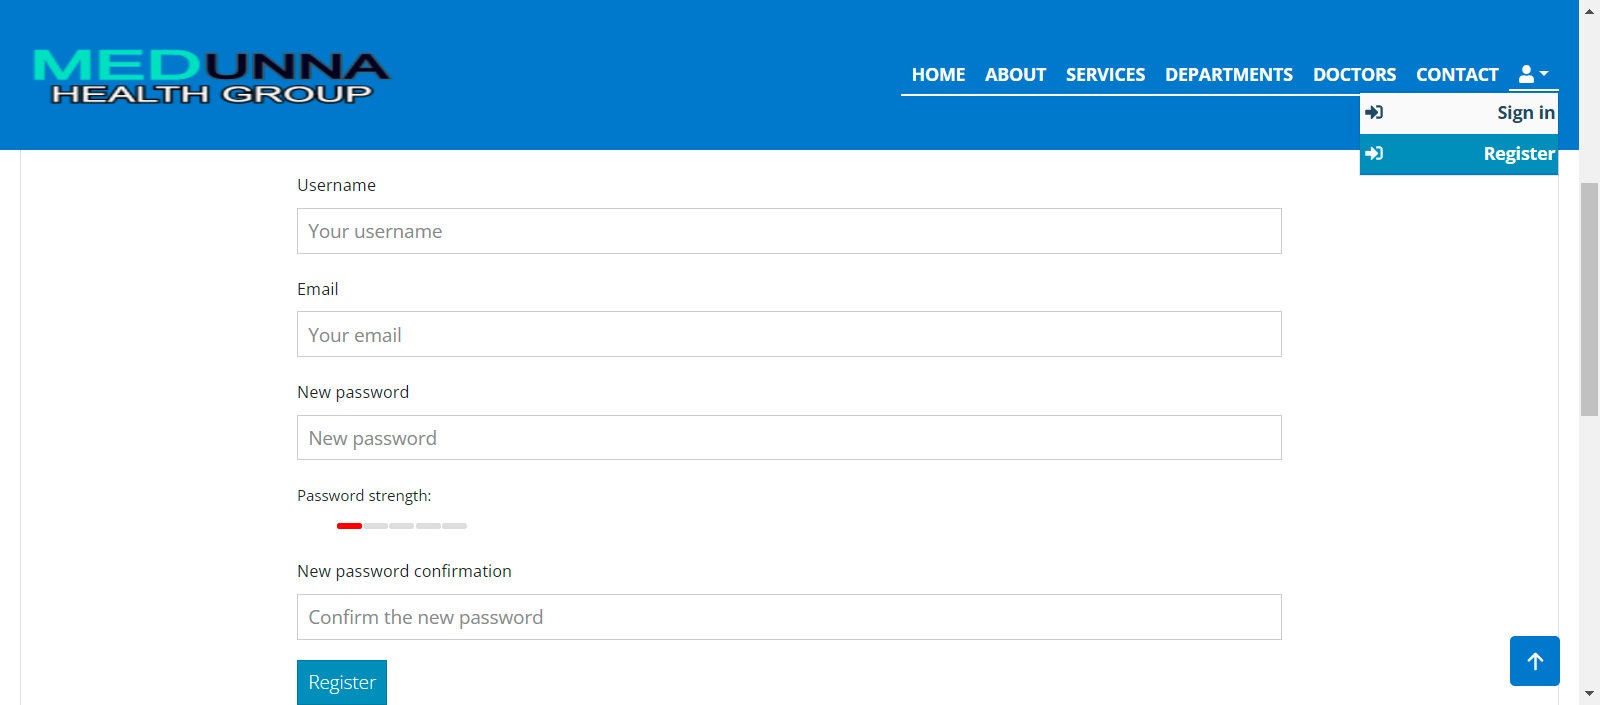 MEDUNNA
HEALTH GROUP
HOME ABOUT SERVICES DEPARTMENTS DOCTORS CONTACT
Sign in
Register
Username
Your username
Email
Your email
New password
New password
Password strength:
New password confirmation
Confirm the new password
Register